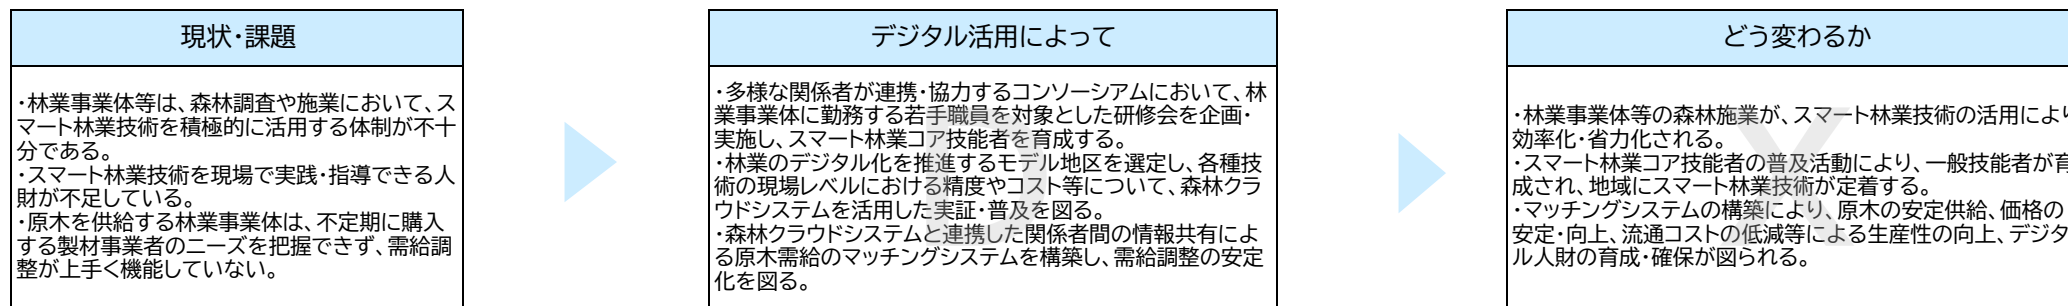 現状・課題
・林業事業体等は、森林調査や施業において、ス
マート林業技術を積極的に活用する体制が不十
分である。
・スマート林業技術を現場で実践・指導できる人
財が不足している。
・原木を供給する林業事業体は、不定期に購入
する製材事業者のニーズを把握できず、需給調
整が上手く機能していない。
デジタル活用によって
・多様な関係者が連携・協力するコンソーシアムにおいて、林
業事業体に勤務する若手職員を対象とした研修会を企画・
実施し、スマート林業コア技能者を育成する。
・林業のデジタル化を推進するモデル地区を選定し、各種技
術の現場レベルにおける精度やコスト等について、森林クラ
ウドシステムを活用した実証・普及を図る。
・森林クラウドシステムと連携した関係者間の情報共有によ
る原木需給のマッチングシステムを構築し、需給調整の安定
化を図る。
どう変わるか
・林業事業体等の森林施業が、スマート林業技術の活用により
効率化・省力化される。
・スマート林業コア技能者の普及活動により、一般技能者が育
成され、地域にスマート林業技術が定着する。
・マッチングシステムの構築により、原木の安定供給、価格の
安定・向上、流通コストの低減等による生産性の向上、デジタ
ル人財の育成・確保が図られる。
D
X